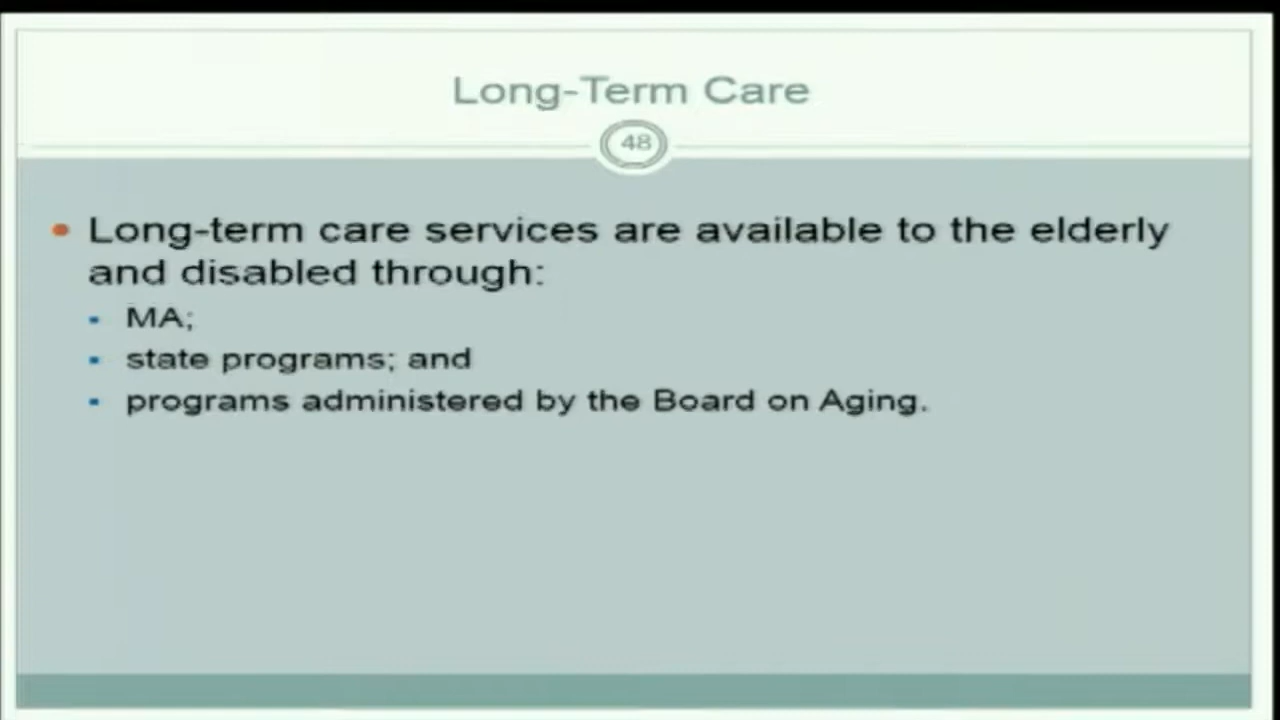 Long-Term Care
48
• Long-term care services are available to the elderly
and disabled through:
▪ MA;
▪ state programs; and
▪ programs administered by the Board on Aging.